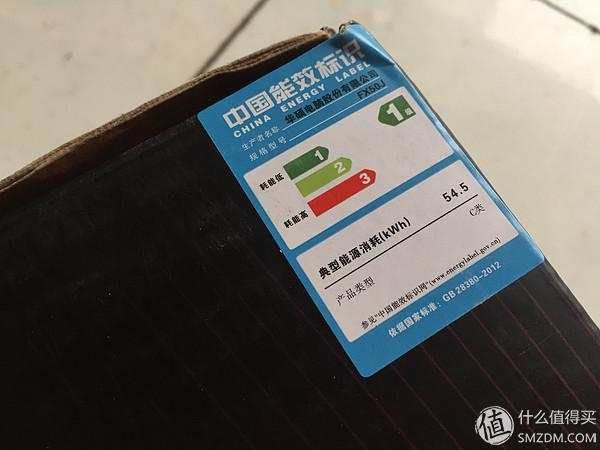 中国能效标识
CHINA ENERGY LABEL
生产者名称 华硕电脑股份有限公司
规格型号 FX50J
耗能低
1
2
3
耗能高
1级
典型能源消耗(kWh) 54.5
产品类型 C类
参见"中国能效标识网"(www.energylabel.gov.cn)
依据国家标准：GB 28380-2012
值 什么值得买
SMZDM.COM